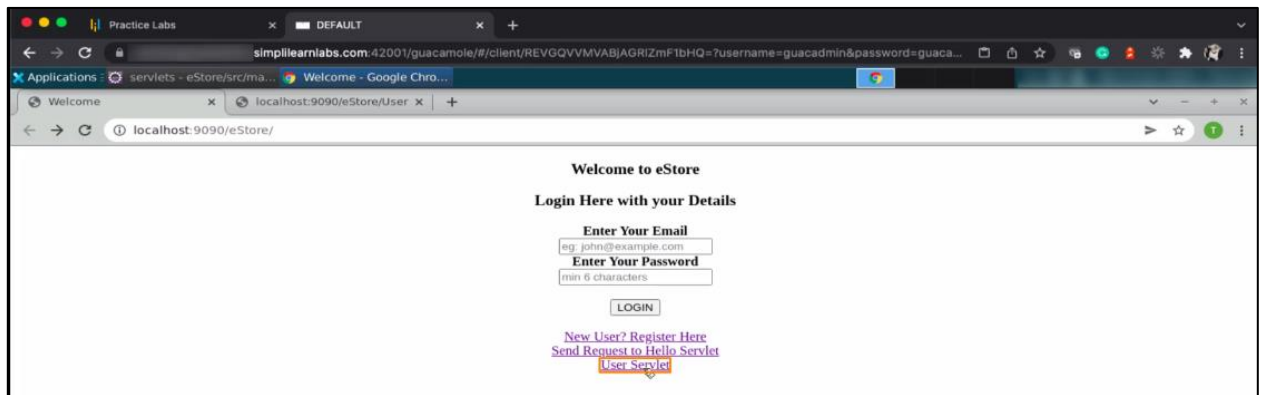 Practice Labs
DEFAULT
simplilearnlabs.com:42001/guacamole/#/client/REVGQVVMVABjAGRlZmF1bHQ=?username=guacadmin&password=guaca...
Applications
servlets - eStore/src/ma...
Welcome - Google Chro...
Welcome
localhost:9090/eStore/User
localhost:9090/eStore/
T
Welcome to eStore
Login Here with your Details
Enter Your Email
eg: john@example.com
Enter Your Password
min 6 characters
LOGIN
New User? Register Here
Send Request to Hello Servlet
User Servlet